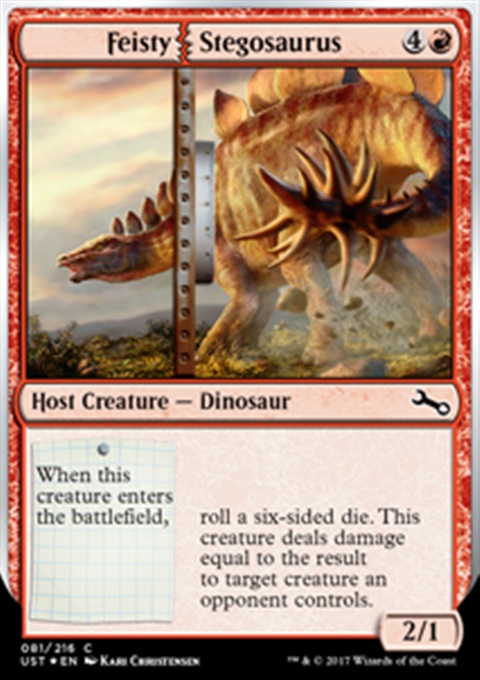 Feisty Stegosaurus 4
Host Creature — Dinosaur
When this
creature enters
the battlefield,
roll a six-sided die. This
creature deals damage
equal to the result
to target creature an
opponent controls.
2/1
081/216 C
UST ★ EN Kari Christensen
™ & © 2017 Wizards of the Coast